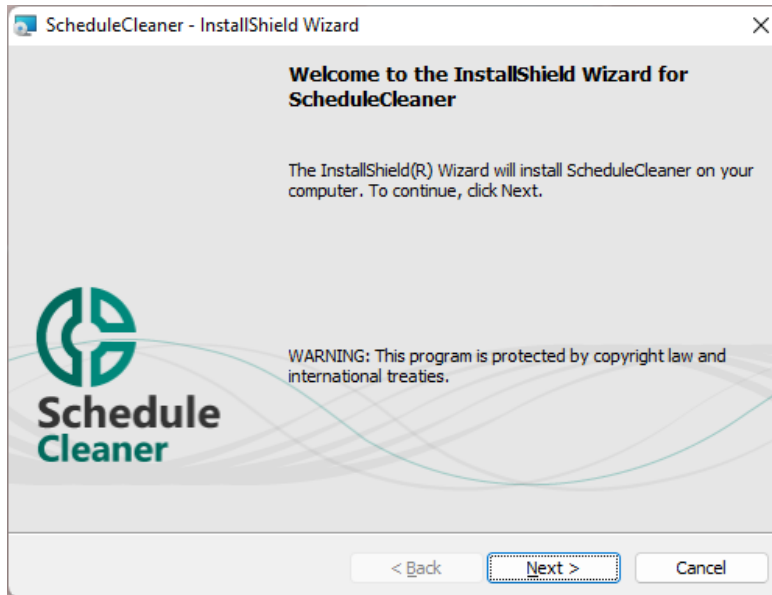 ScheduleCleaner - InstallShield Wizard
Welcome to the InstallShield Wizard for
ScheduleCleaner
The InstallShield(R) Wizard will install ScheduleCleaner on your
computer. To continue, click Next.
WARNING: This program is protected by copyright law and
international treaties.
Schedule
Cleaner
< Back
Next >
Cancel